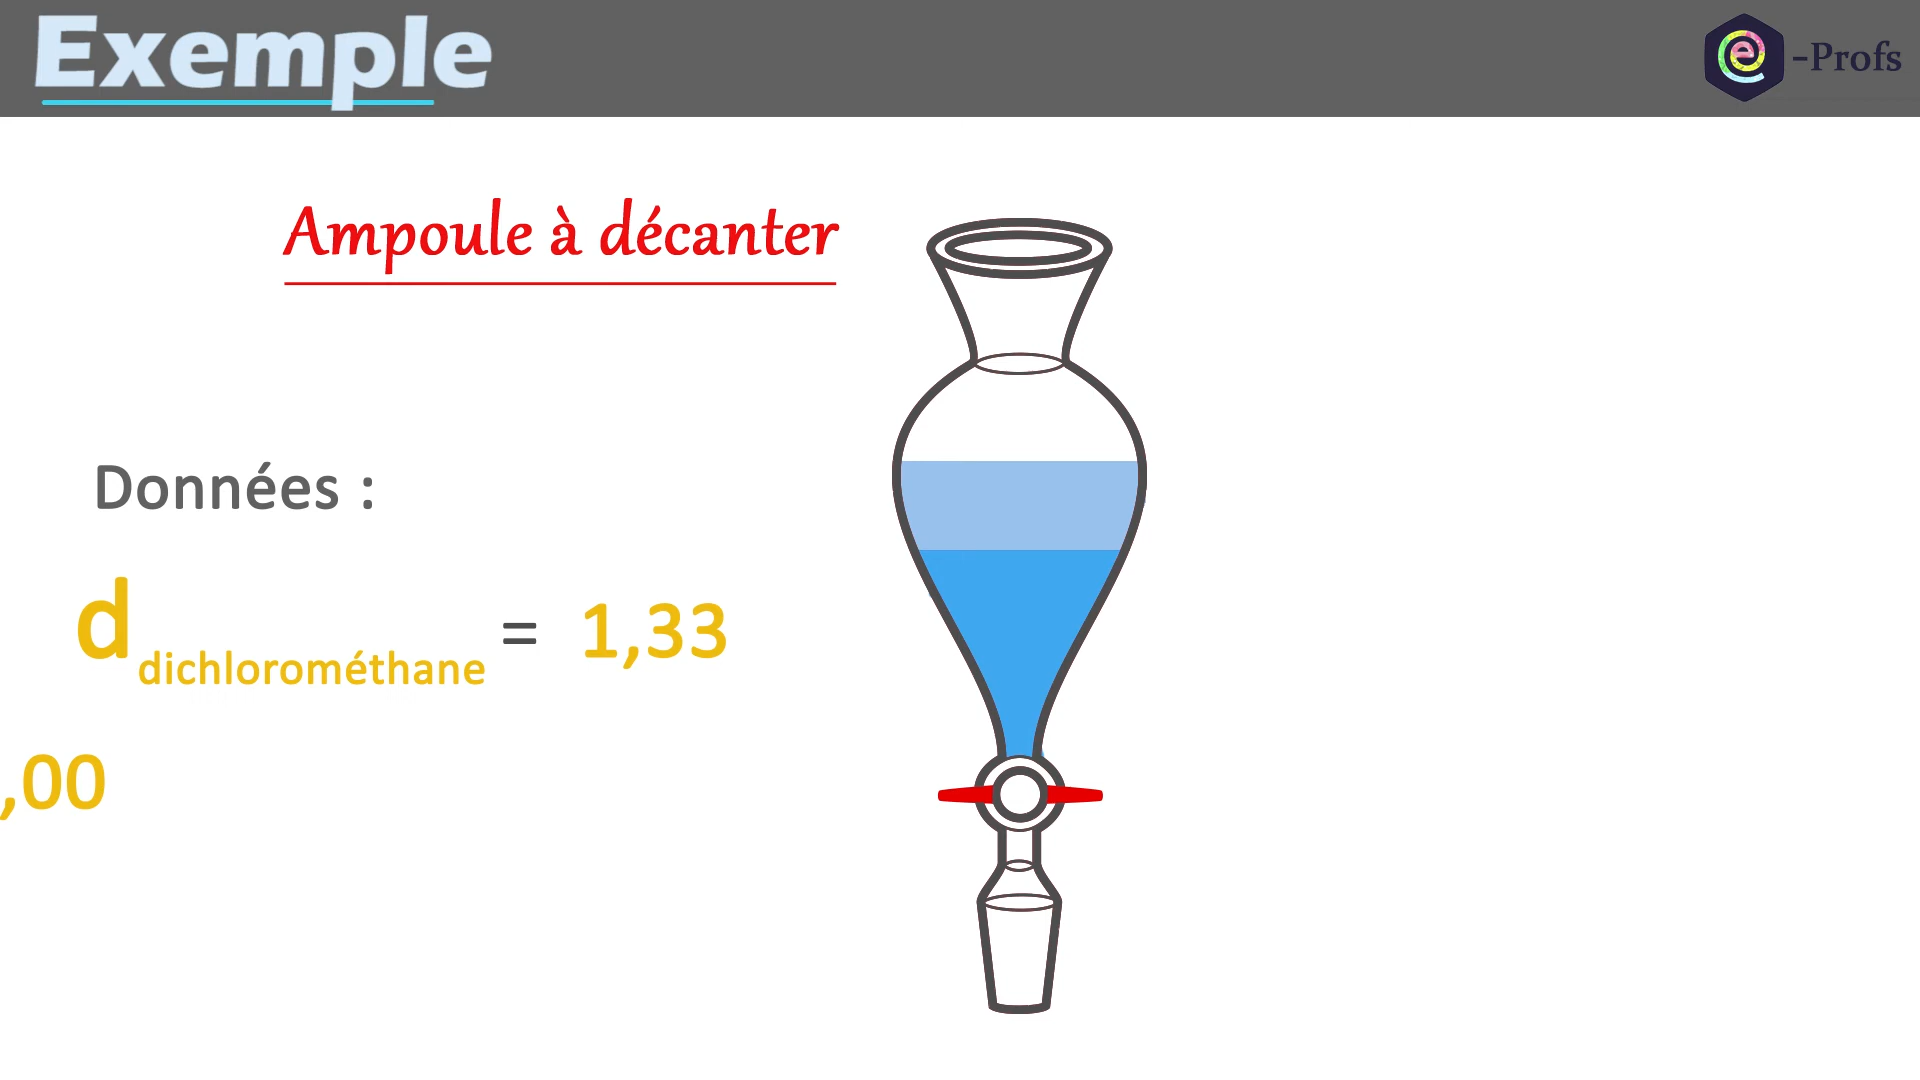 Exemple
e-Profs
Ampoule à décanter
Données :
d dichlorométhane = 1,33
,00